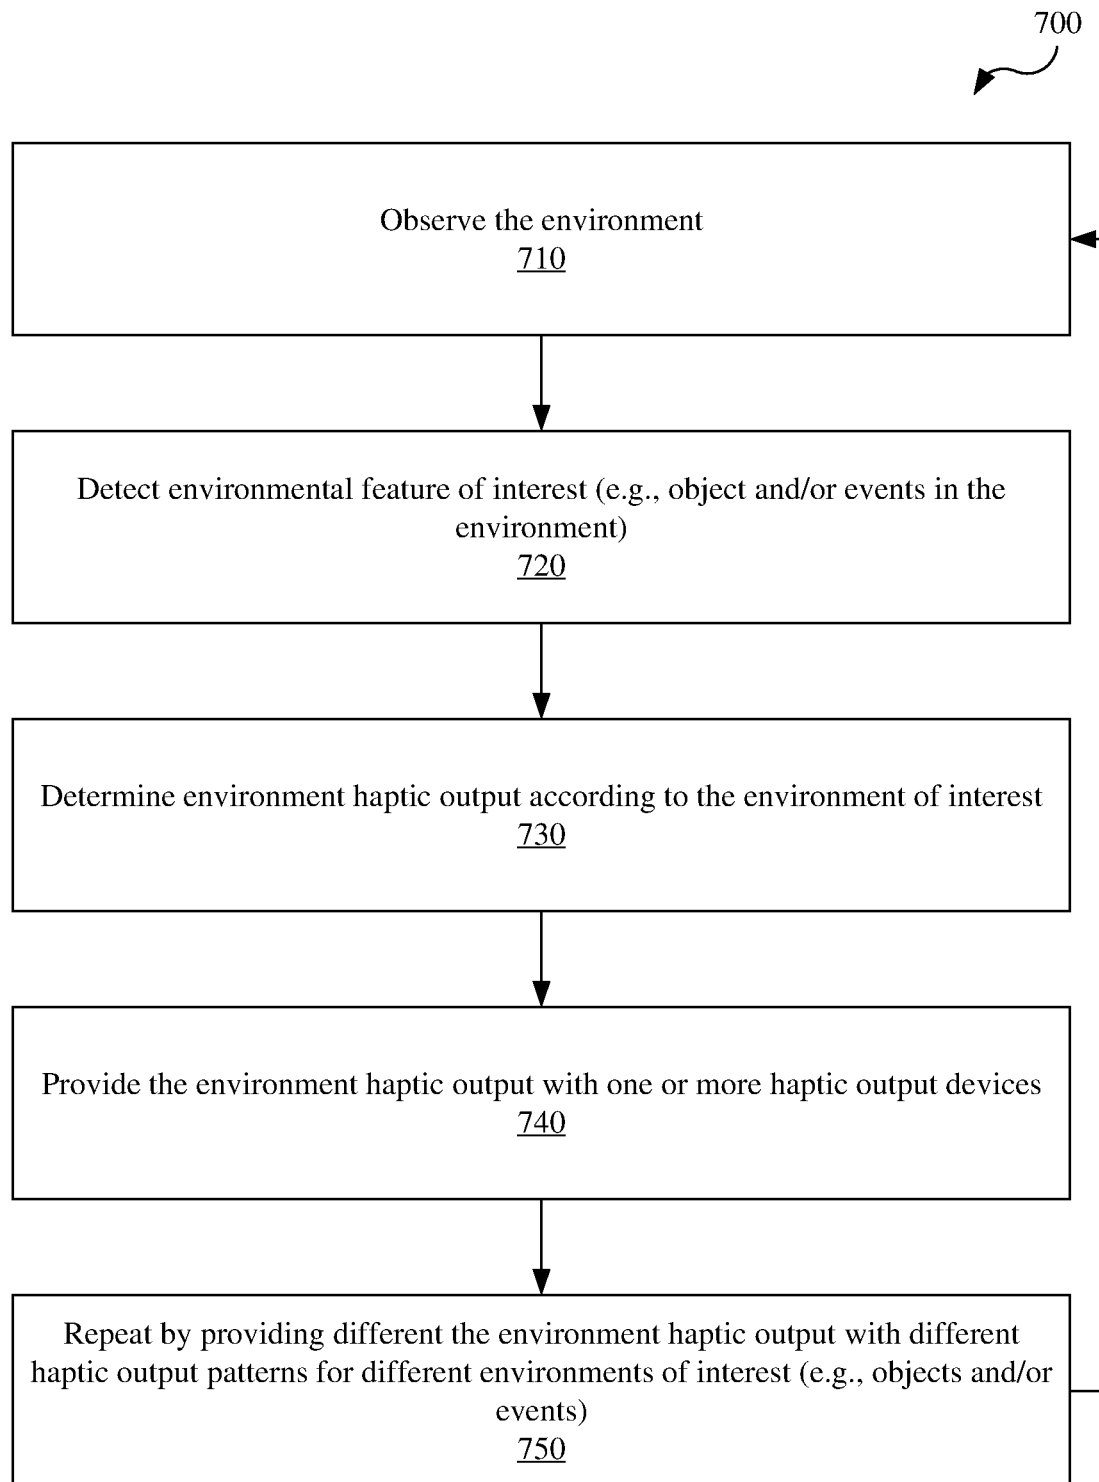 700
Observe the environment
710
Detect environmental feature of interest (e.g., object and/or events in the
environment)
720
Determine environment haptic output according to the environment of interest
730
Provide the environment haptic output with one or more haptic output devices
740
Repeat by providing different the environment haptic output with different
haptic output patterns for different environments of interest (e.g., objects and/or
events)
750